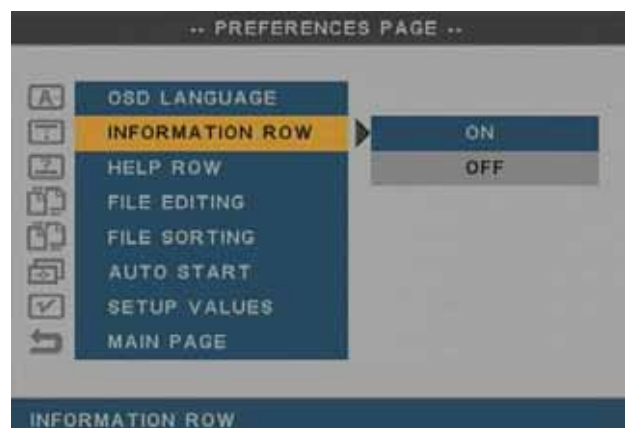 -- PREFERENCES PAGE --
OSD LANGUAGE
INFORMATION ROW
ON
HELP ROW
OFF
FILE EDITING
FILE SORTING
AUTO START
SETUP VALUES
MAIN PAGE
INFORMATION ROW